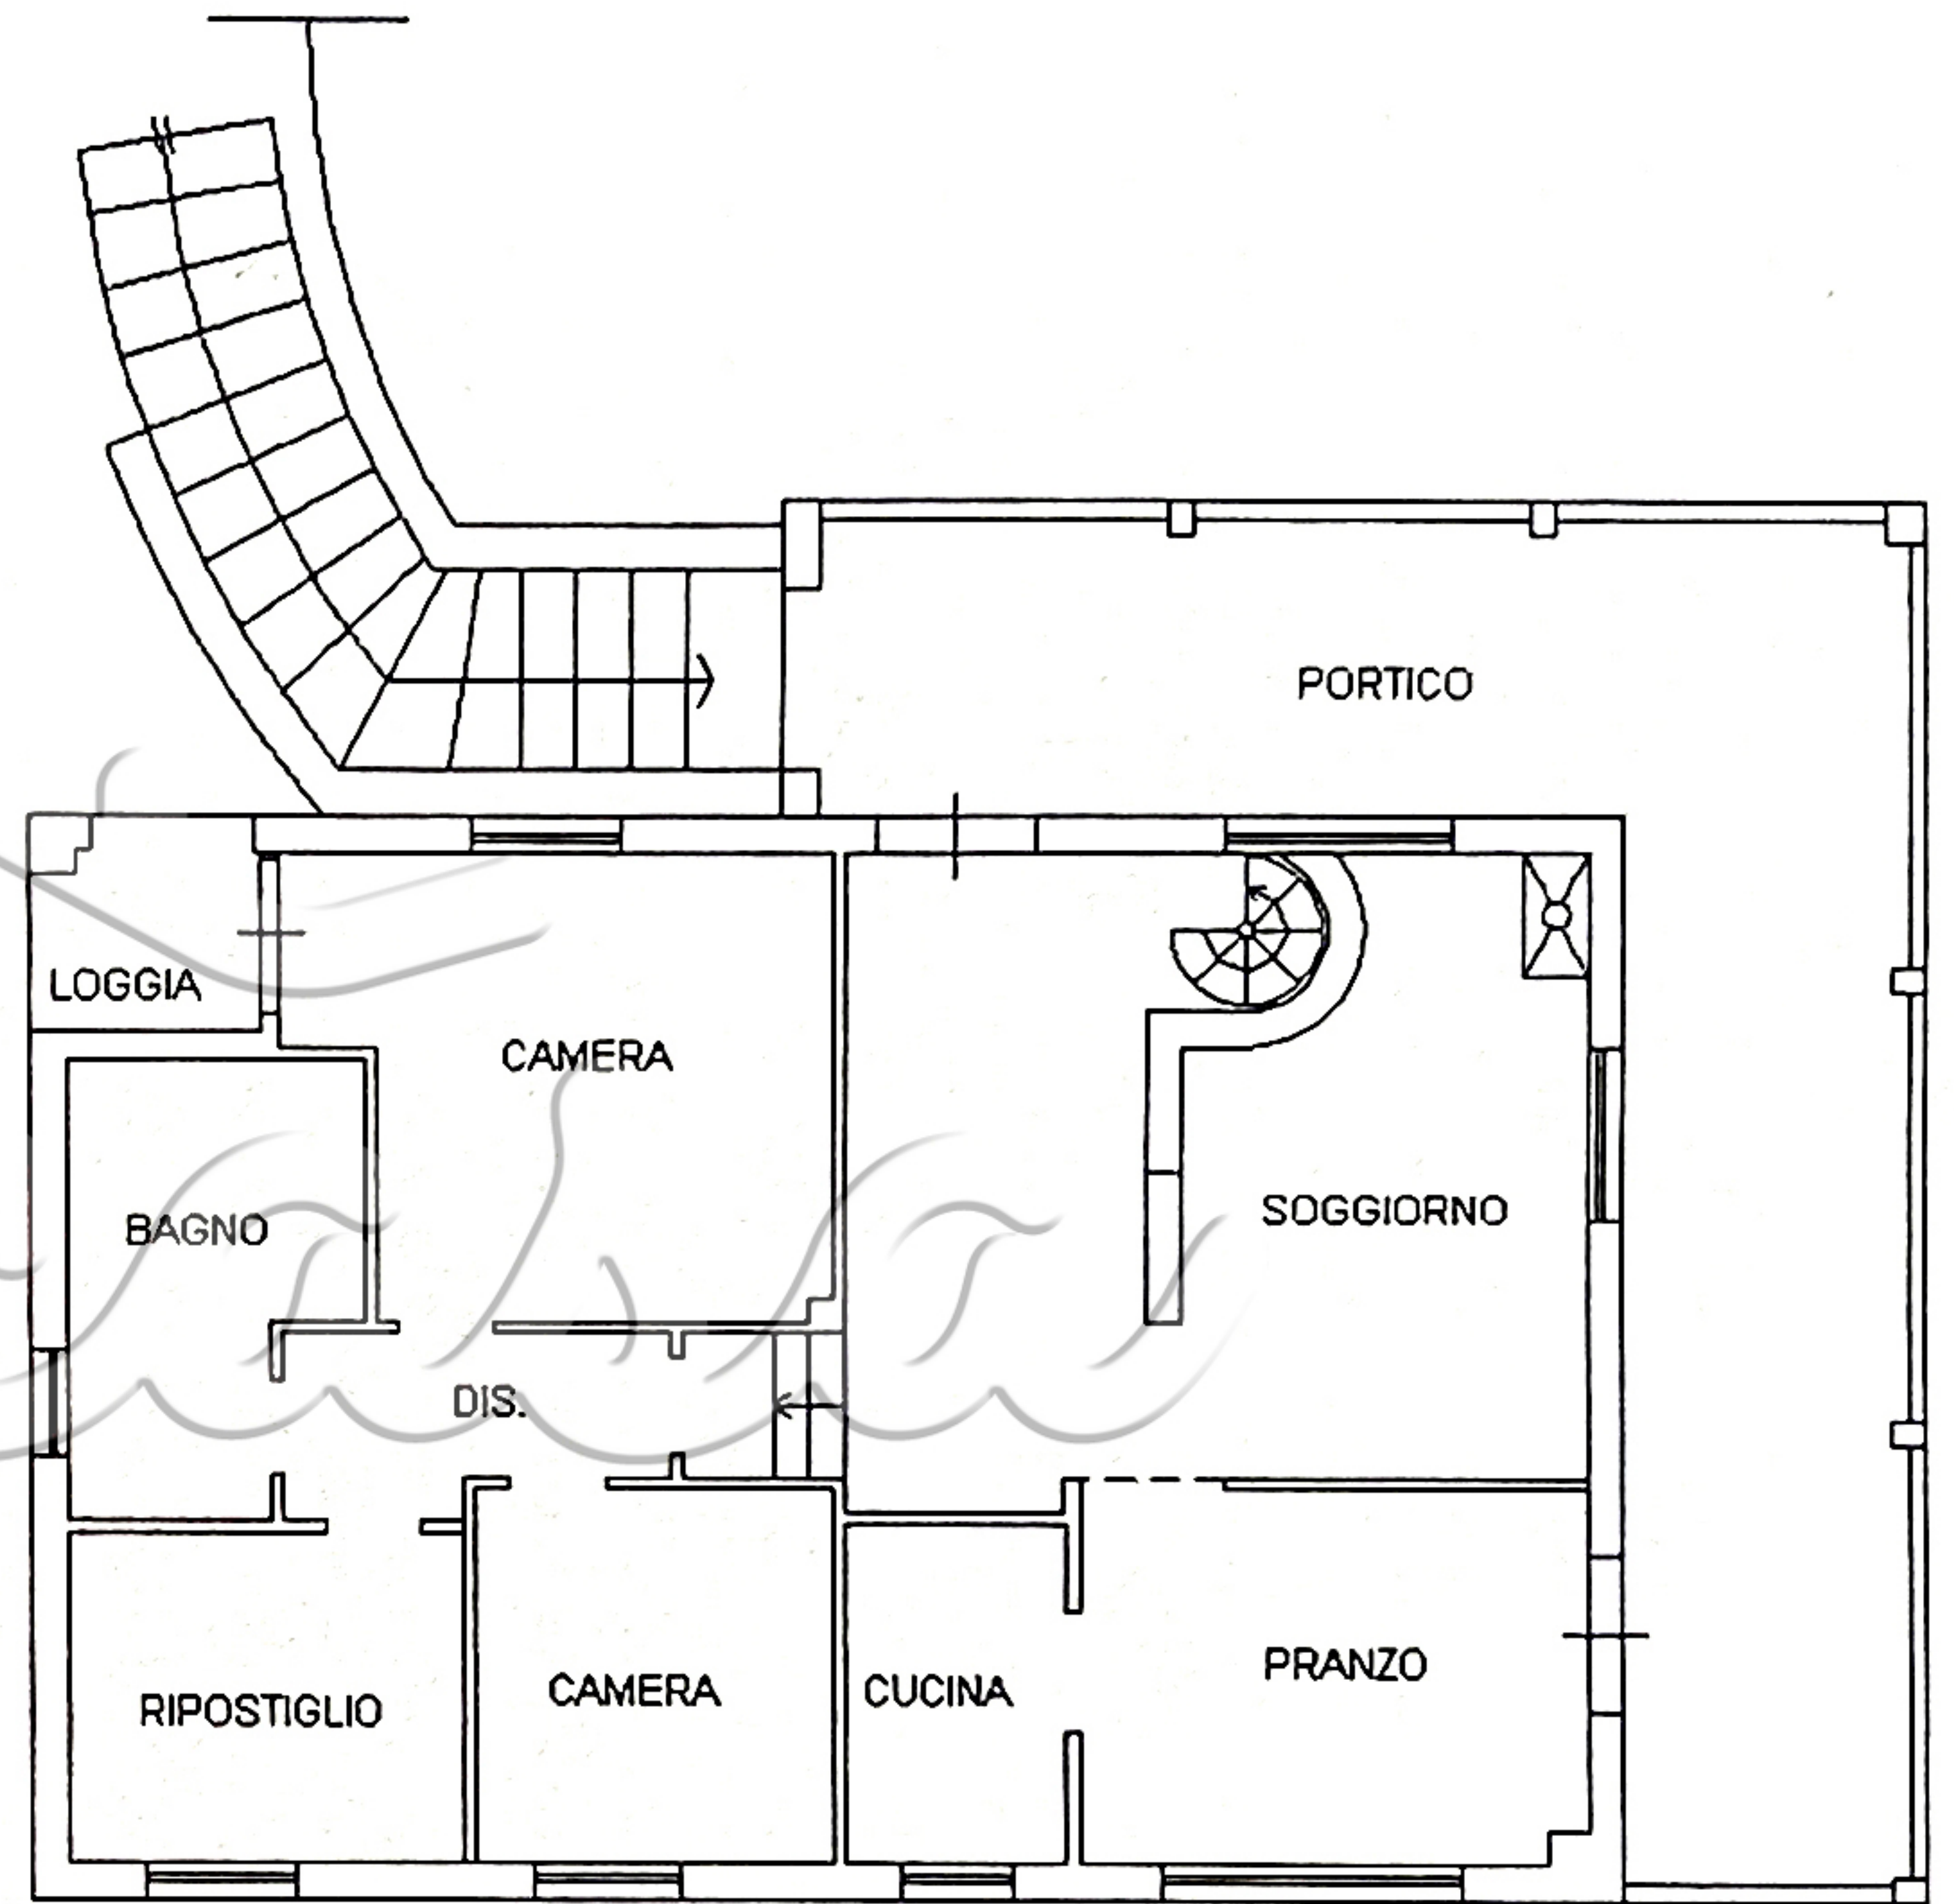 PORTICO
LOGGIA
CAMERA
SOGGIORNO
BAGNO
DIS.
PRANZO
CAMERA
CUCINA
RIPOSTIGLIO